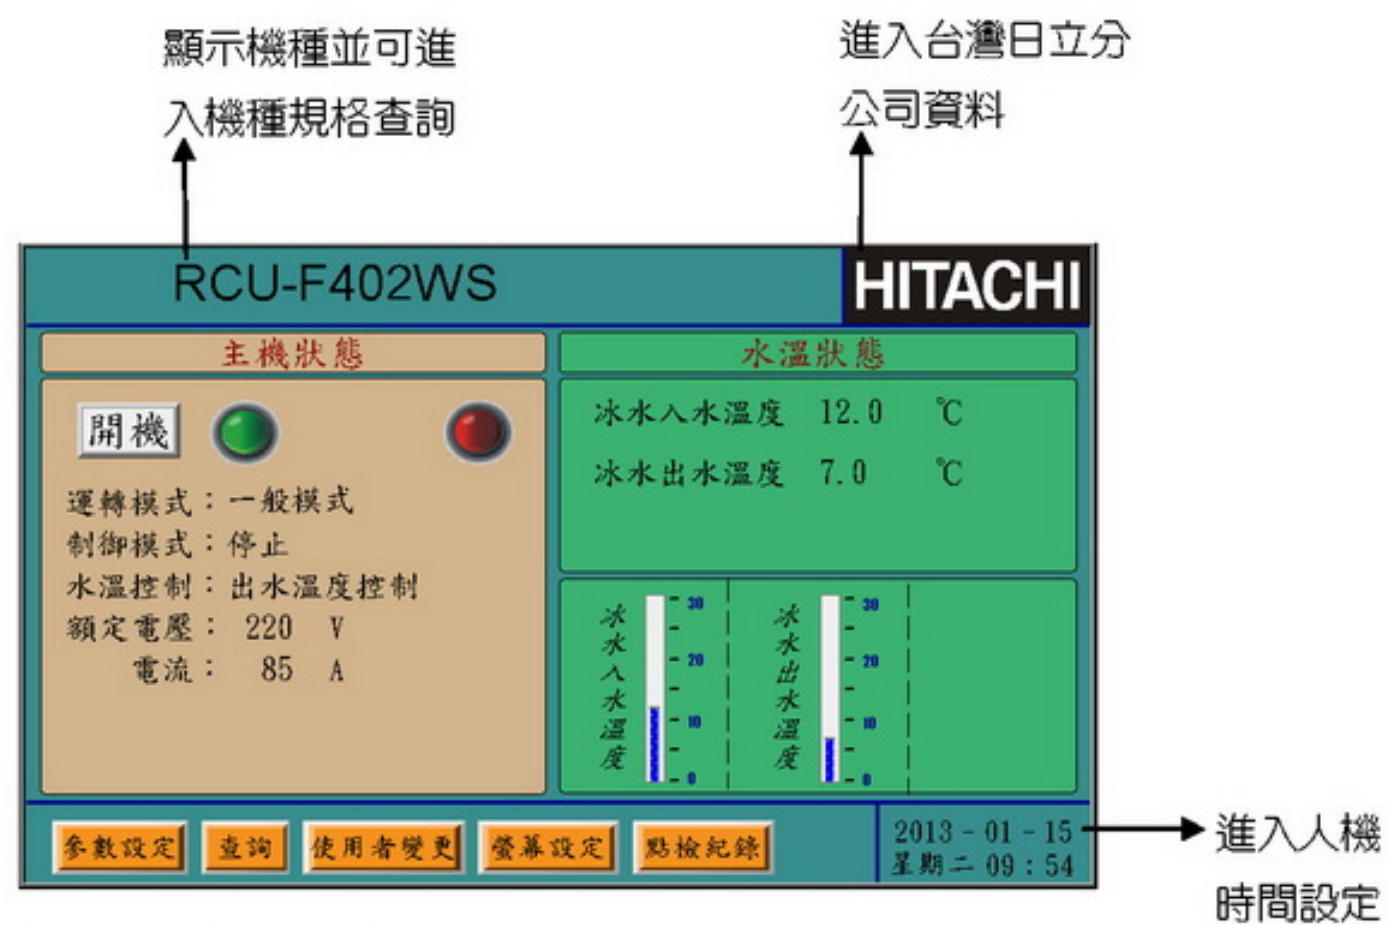 顯示機種並可進
入機種規格查詢
進入台灣日立分
公司資料
RCU-F402WS
HITACHI
主機狀態
水溫狀態
開機
運轉模式：一般模式
制御模式：停止
水溫控制：出水溫度控制
額定電壓： 220 V
電流： 85 A
冰水入水溫度 12.0 ℃
冰水出水溫度 7.0 ℃
冰水入水溫度
30
20
10
0
冰水出水溫度
30
20
10
0
參數設定
查詢
使用者變更
螢幕設定
點檢紀錄
2013-01-15
星期二 09:54
進入人機
時間設定